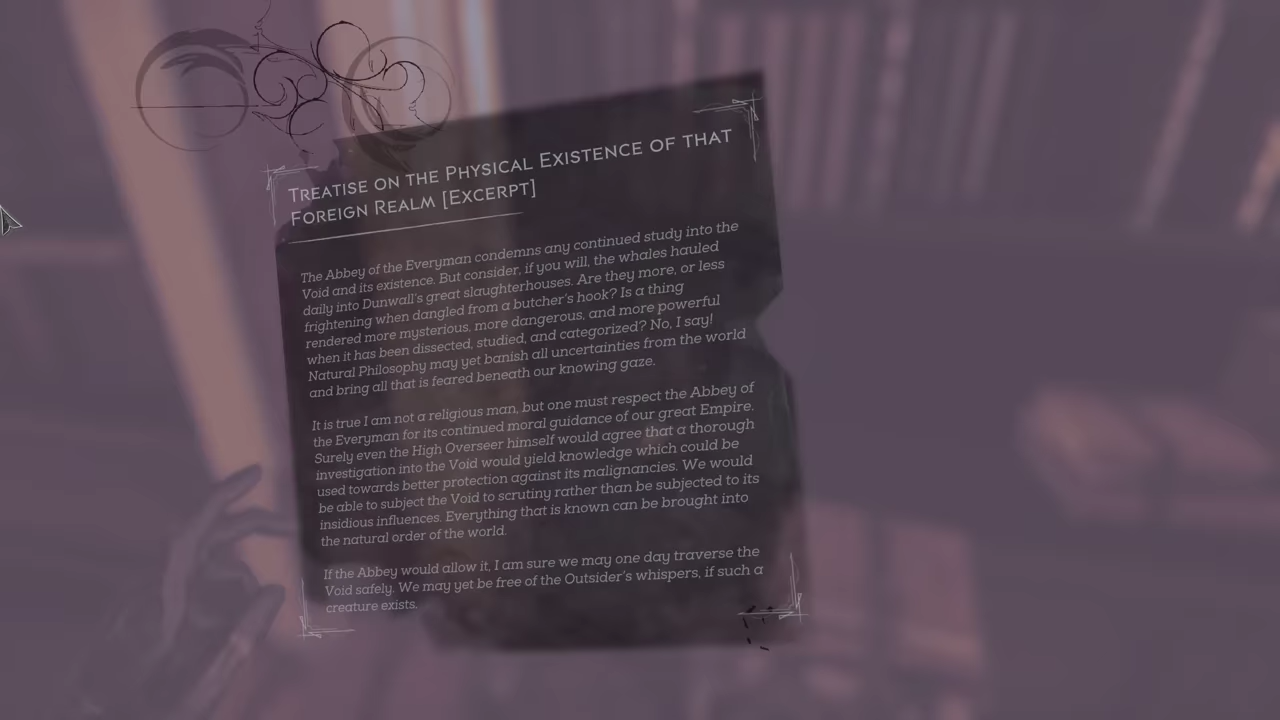 Treatise on the Physical Existence of that
Foreign Realm [Excerpt]
The Abbey of the Everyman condemns any continued study into the
Void and its existence. But consider, if you will, the whales hauled
daily into Dunwall's great slaughterhouses. Are they more, or less
frightening when dangled from a butcher's hook? Is a thing
rendered more mysterious, more dangerous, and more powerful
when it has been dissected, studied, and categorized? No, I say!
Natural Philosophy may yet banish all uncertainties from the world
and bring all that is feared beneath our knowing gaze.
It is true I am not a religious man, but one must respect the Abbey of
the Everyman for its continued moral guidance of our great Empire.
Surely even the High Overseer himself would agree that a thorough
investigation into the Void would yield knowledge which could be
used towards better protection against its malignancies. We would
be able to subject the Void to scrutiny rather than be subjected to its
insidious influences. Everything that is known can be brought into
the natural order of the world.
If the Abbey would allow it, I am sure we may one day traverse the
Void safely. We may yet be free of the Outsider's whispers, if such a
creature exists.